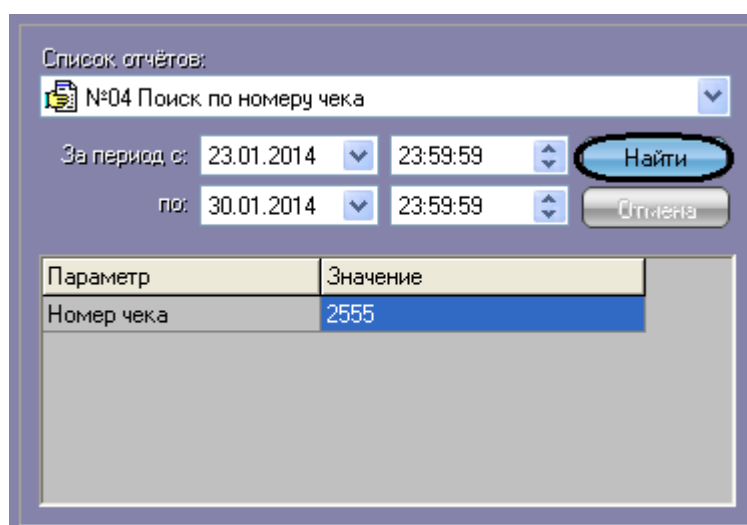 Список отчётов:
№04 Поиск по номеру чека
За период с: 23.01.2014 23:59:59 Найти
по: 30.01.2014 23:59:59 Отмена
Параметр Значение
Номер чека 2555